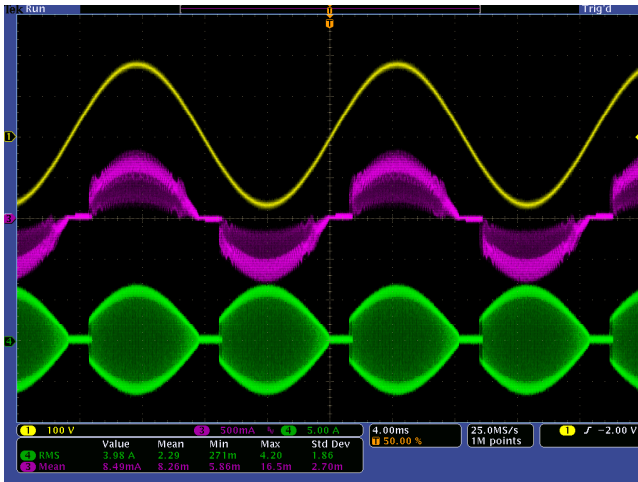 Tek Run Trig'd
1 100 V 3 500mA % 4 5.00 A 4.00ms 25.0MS/s 1 ∫ -2.00 V
T 50.00 % 1M points
Value Mean Min Max Std Dev
4 RMS 3.98 A 2.29 271m 4.20 1.86
3 Mean 8.49mA 8.26m 5.86m 16.5m 2.70m
T
1
3
4